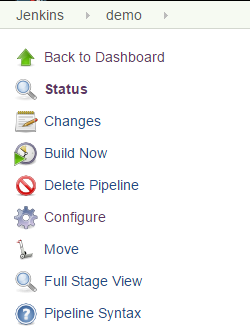 Jenkins demo
Back to Dashboard
Status
Changes
Build Now
Delete Pipeline
Configure
Move
Full Stage View
Pipeline Syntax